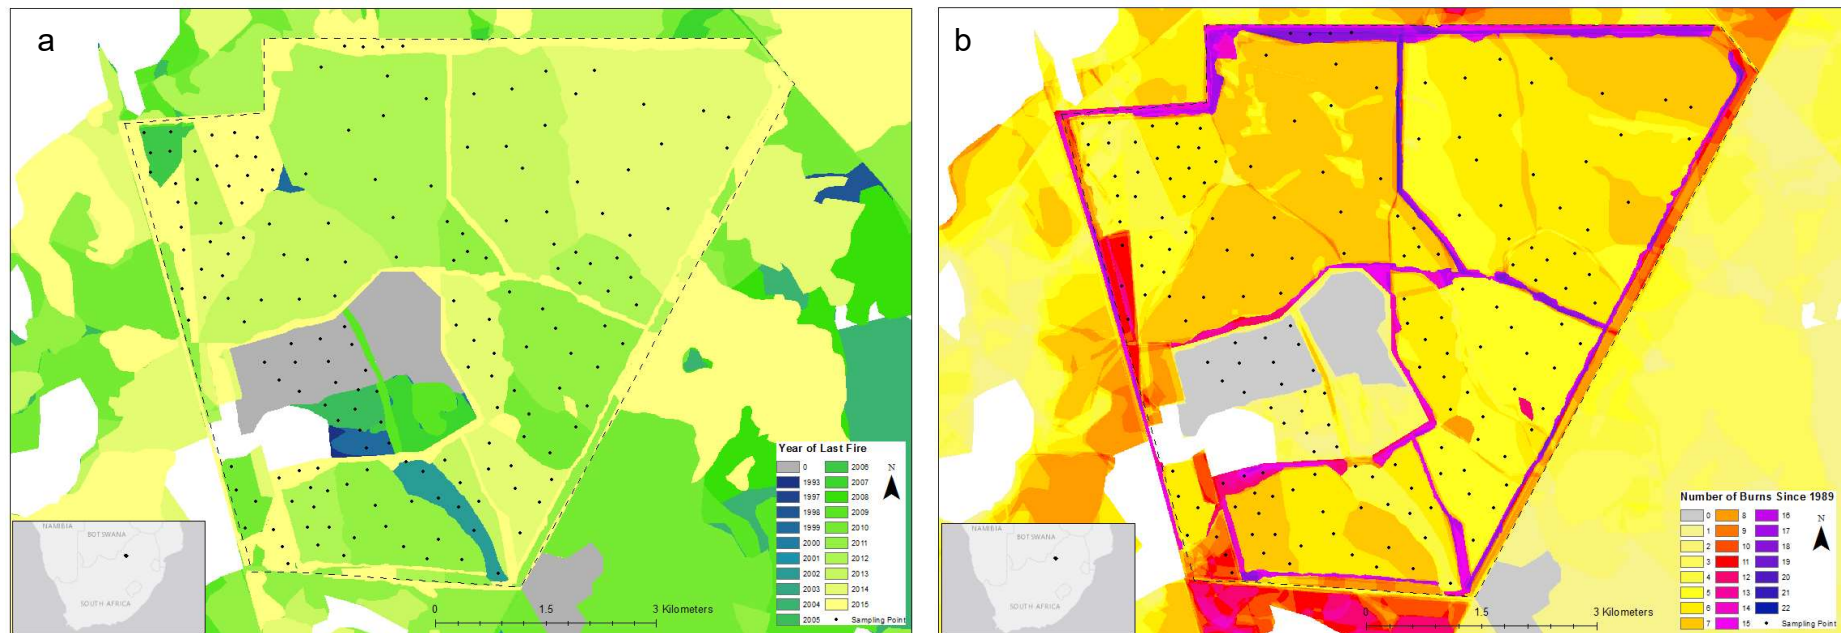 a
Year of Last Fire
0
1993
1997
1998
1999
2000
2001
2002
2003
2004
2005
2006
2007
2008
2009
2010
2011
2012
2013
2014
2015
Sampling Point
N
NAMIBIA
BOTSWANA
SOUTH AFRICA
0 1.5 3 Kilometers
b
Number of Burns Since 1989
0
1
2
3
4
5
6
7
8
9
10
11
12
13
14
15
16
17
18
19
20
21
22
Sampling Point
N
NAMIBIA
BOTSWANA
SOUTH AFRICA
0 1.5 3 Kilometers